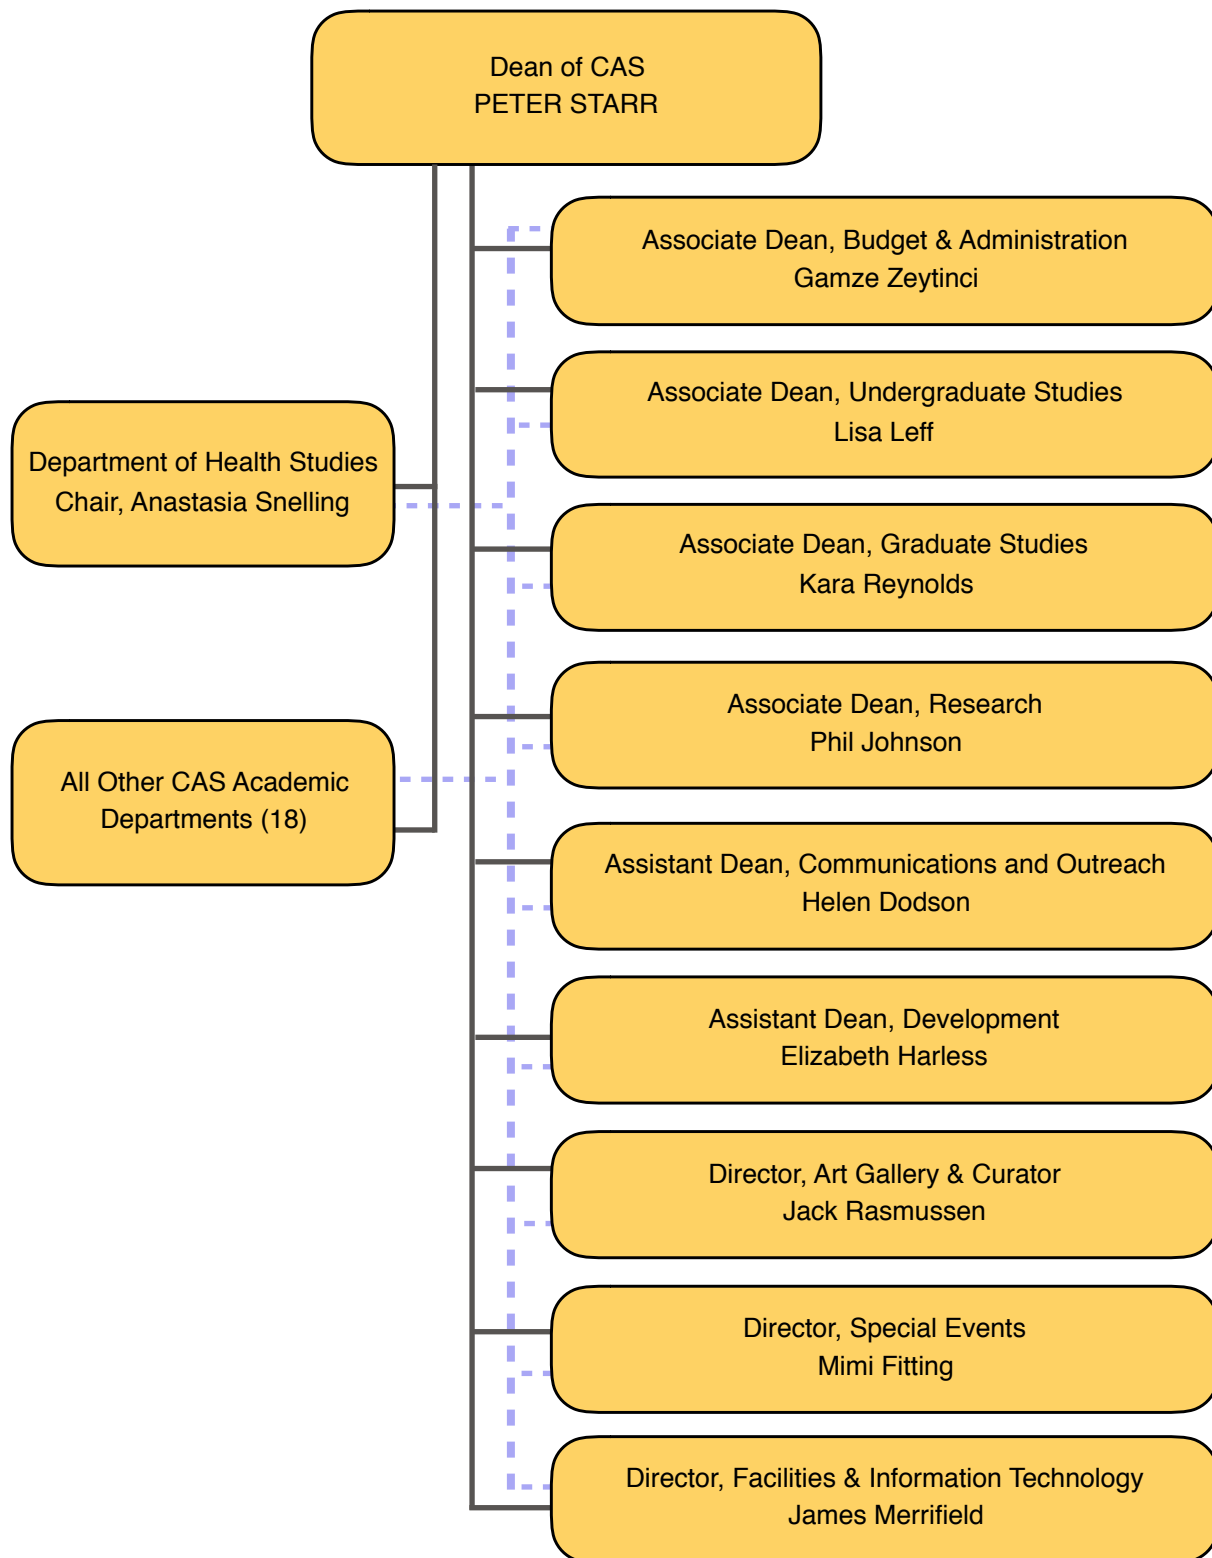 Dean of CAS
PETER STARR
Associate Dean, Budget & Administration
Gamze Zeytinci
Associate Dean, Undergraduate Studies
Lisa Leff
Department of Health Studies
Chair, Anastasia Snelling
Associate Dean, Graduate Studies
Kara Reynolds
Associate Dean, Research
Phil Johnson
All Other CAS Academic
Departments (18)
Assistant Dean, Communications and Outreach
Helen Dodson
Assistant Dean, Development
Elizabeth Harless
Director, Art Gallery & Curator
Jack Rasmussen
Director, Special Events
Mimi Fitting
Director, Facilities & Information Technology
James Merrifield